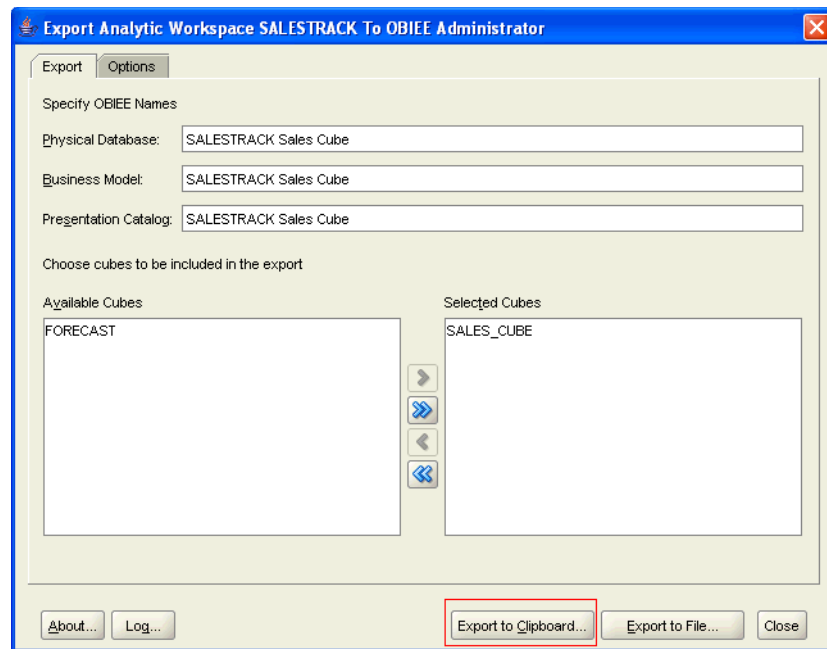 Export Analytic Workspace SALESTRACK To OBIEE Administrator
Export Options
Specify OBIEE Names
Physical Database: SALESTRACK Sales Cube
Business Model: SALESTRACK Sales Cube
Presentation Catalog: SALESTRACK Sales Cube
Choose cubes to be included in the export
Available Cubes Selected Cubes
FORECAST SALES_CUBE
About... Log... Export to Clipboard... Export to File... Close